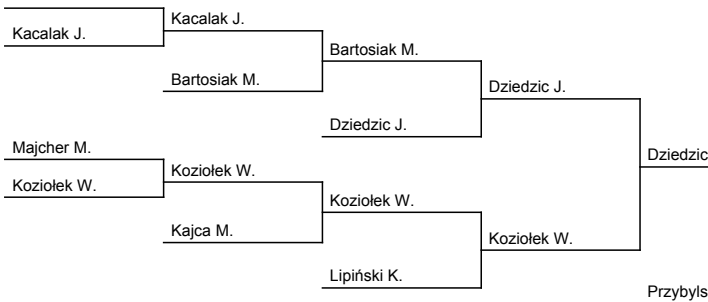 Kacalak J.
Kacalak J.
Bartosiak M.
Bartosiak M.
Dziedzic J.
Dziedzic J.
Majcher M.
Koziołek W.
Koziołek W.
Kajca M.
Koziołek W.
Lipiński K.
Koziołek W.
Dziedzic
Przybyls